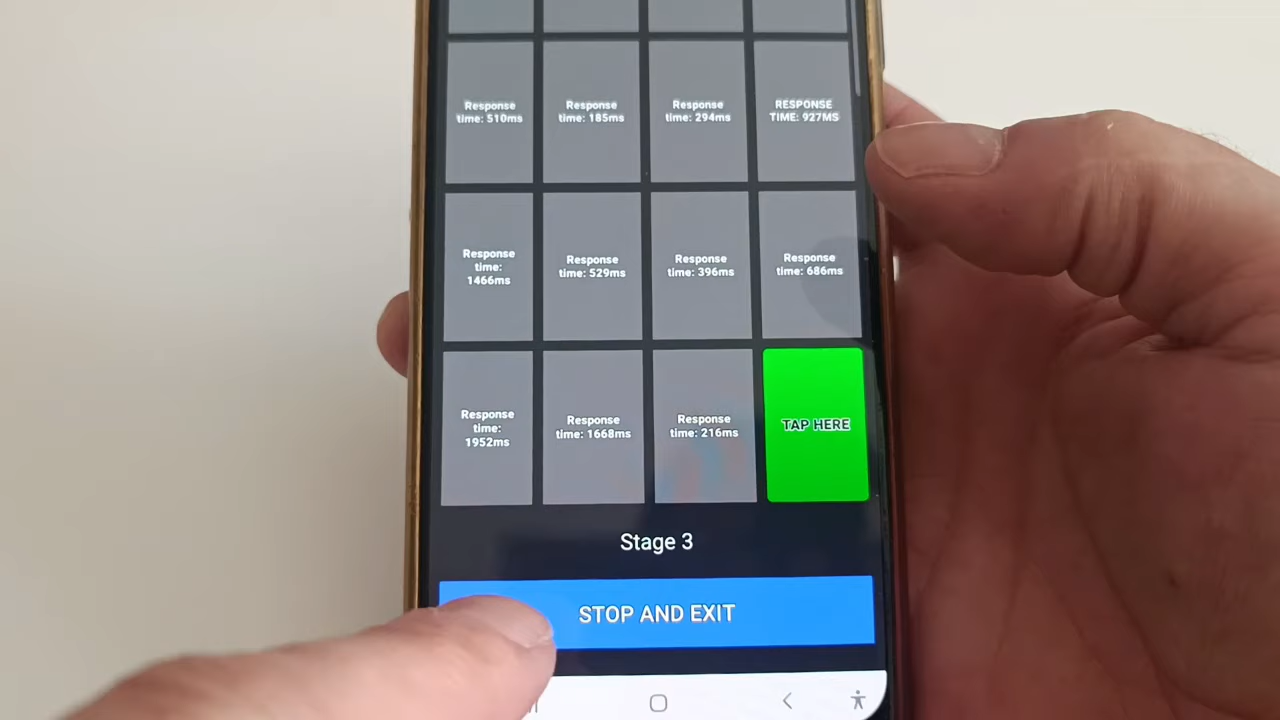 Response
time: 510ms
Response
time: 185ms
Response
time: 294ms
RESPONSE
TIME: 927MS
Response
time:
1466ms
Response
time: 529ms
Response
time: 396ms
Response
time: 686ms
Response
time:
1952ms
Response
time: 1668ms
Response
time: 216ms
TAP HERE
Stage 3
STOP AND EXIT